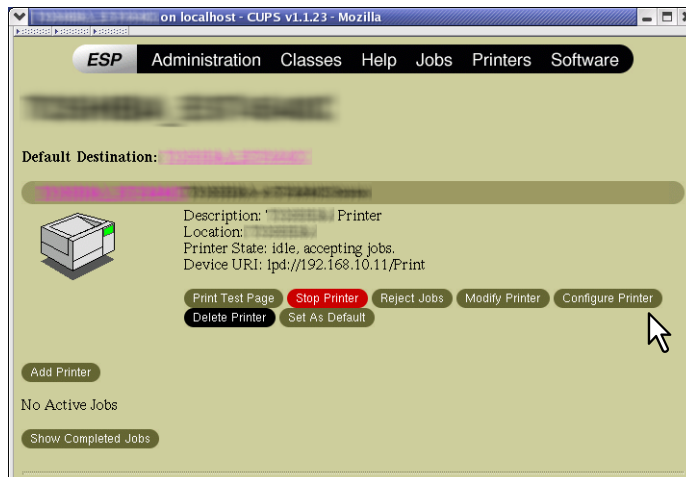 on localhost - CUPS v1.1.23 - Mozilla
ESP Administration Classes Help Jobs Printers Software
Default Destination:
Description: Printer
Location:
Printer State: idle, accepting jobs.
Device URI: lpd://192.168.10.11/Print
Print Test Page Stop Printer Reject Jobs Modify Printer Configure Printer
Delete Printer Set As Default
Add Printer
No Active Jobs
Show Completed Jobs